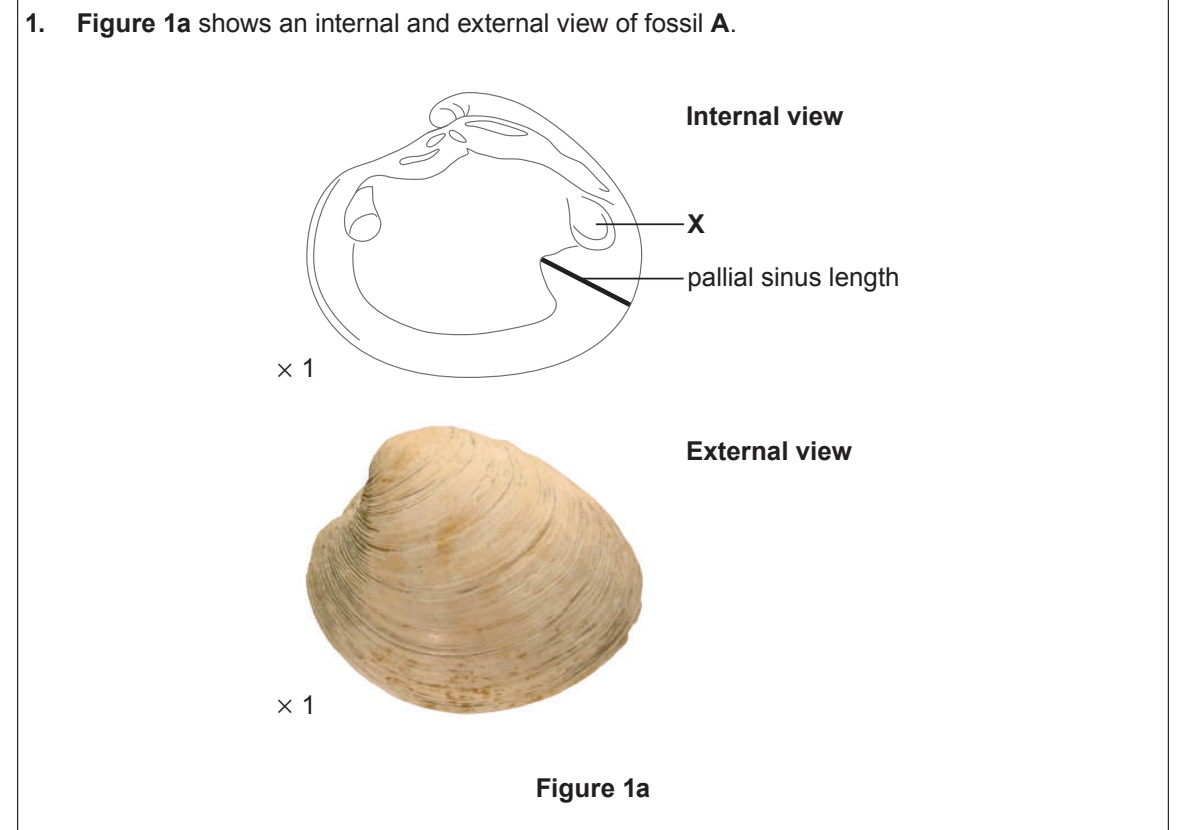 1. Figure 1a shows an internal and external view of fossil A.
Internal view
X
pallial sinus length
× 1
External view
× 1
Figure 1a